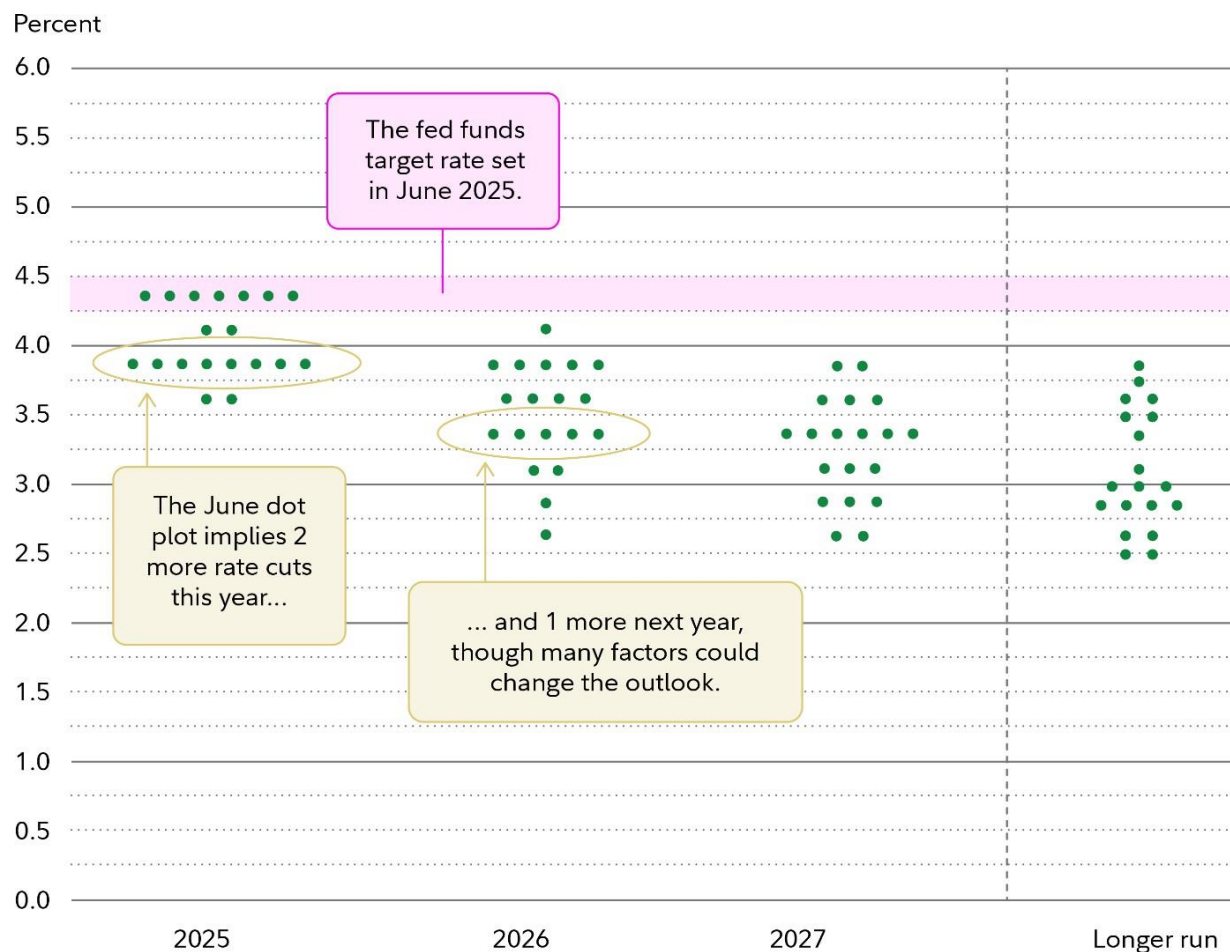 Percent
6.0
The fed funds
target rate set
in June 2025.
5.5
5.0
4.5
4.0
3.5
3.0
The June dot
plot implies 2
more rate cuts
this year...
2.5
2.0
... and 1 more next year,
though many factors could
change the outlook.
1.5
1.0
0.5
0.0
2025 2026 2027 Longer run